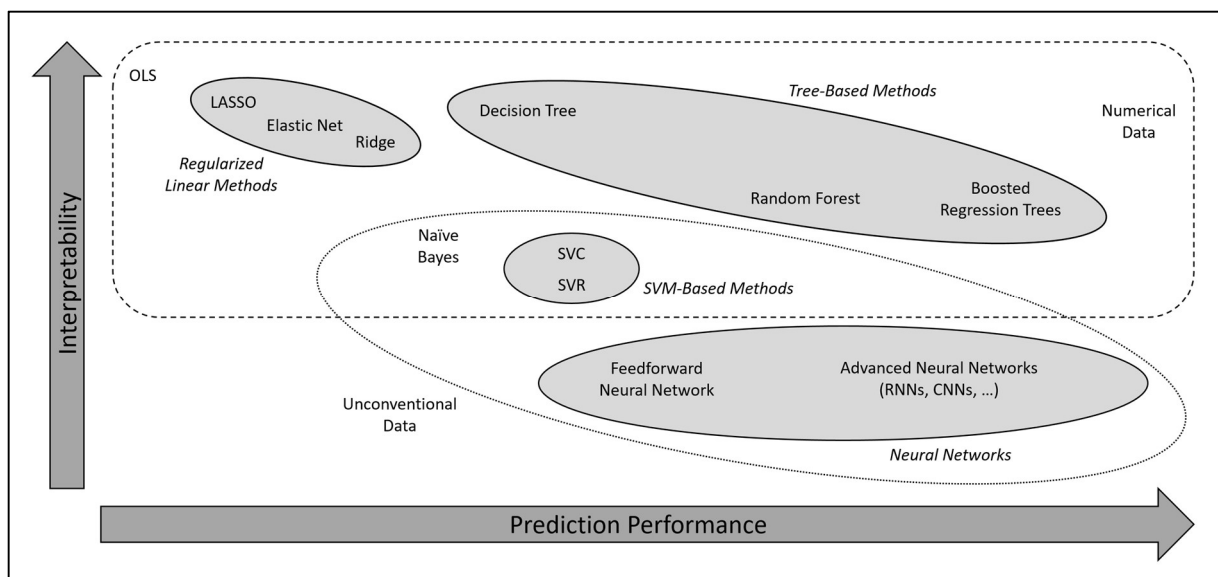 OLS
LASSO
Elastic Net
Ridge
Regularized
Linear Methods
Decision Tree
Tree-Based Methods
Numerical
Data
Random Forest
Boosted
Regression Trees
Naïve
Bayes
SVC
SVR
SVM-Based Methods
Feedforward
Neural Network
Advanced Neural Networks
(RNNs, CNNs, ...)
Unconventional
Data
Neural Networks
Interpretability
Prediction Performance